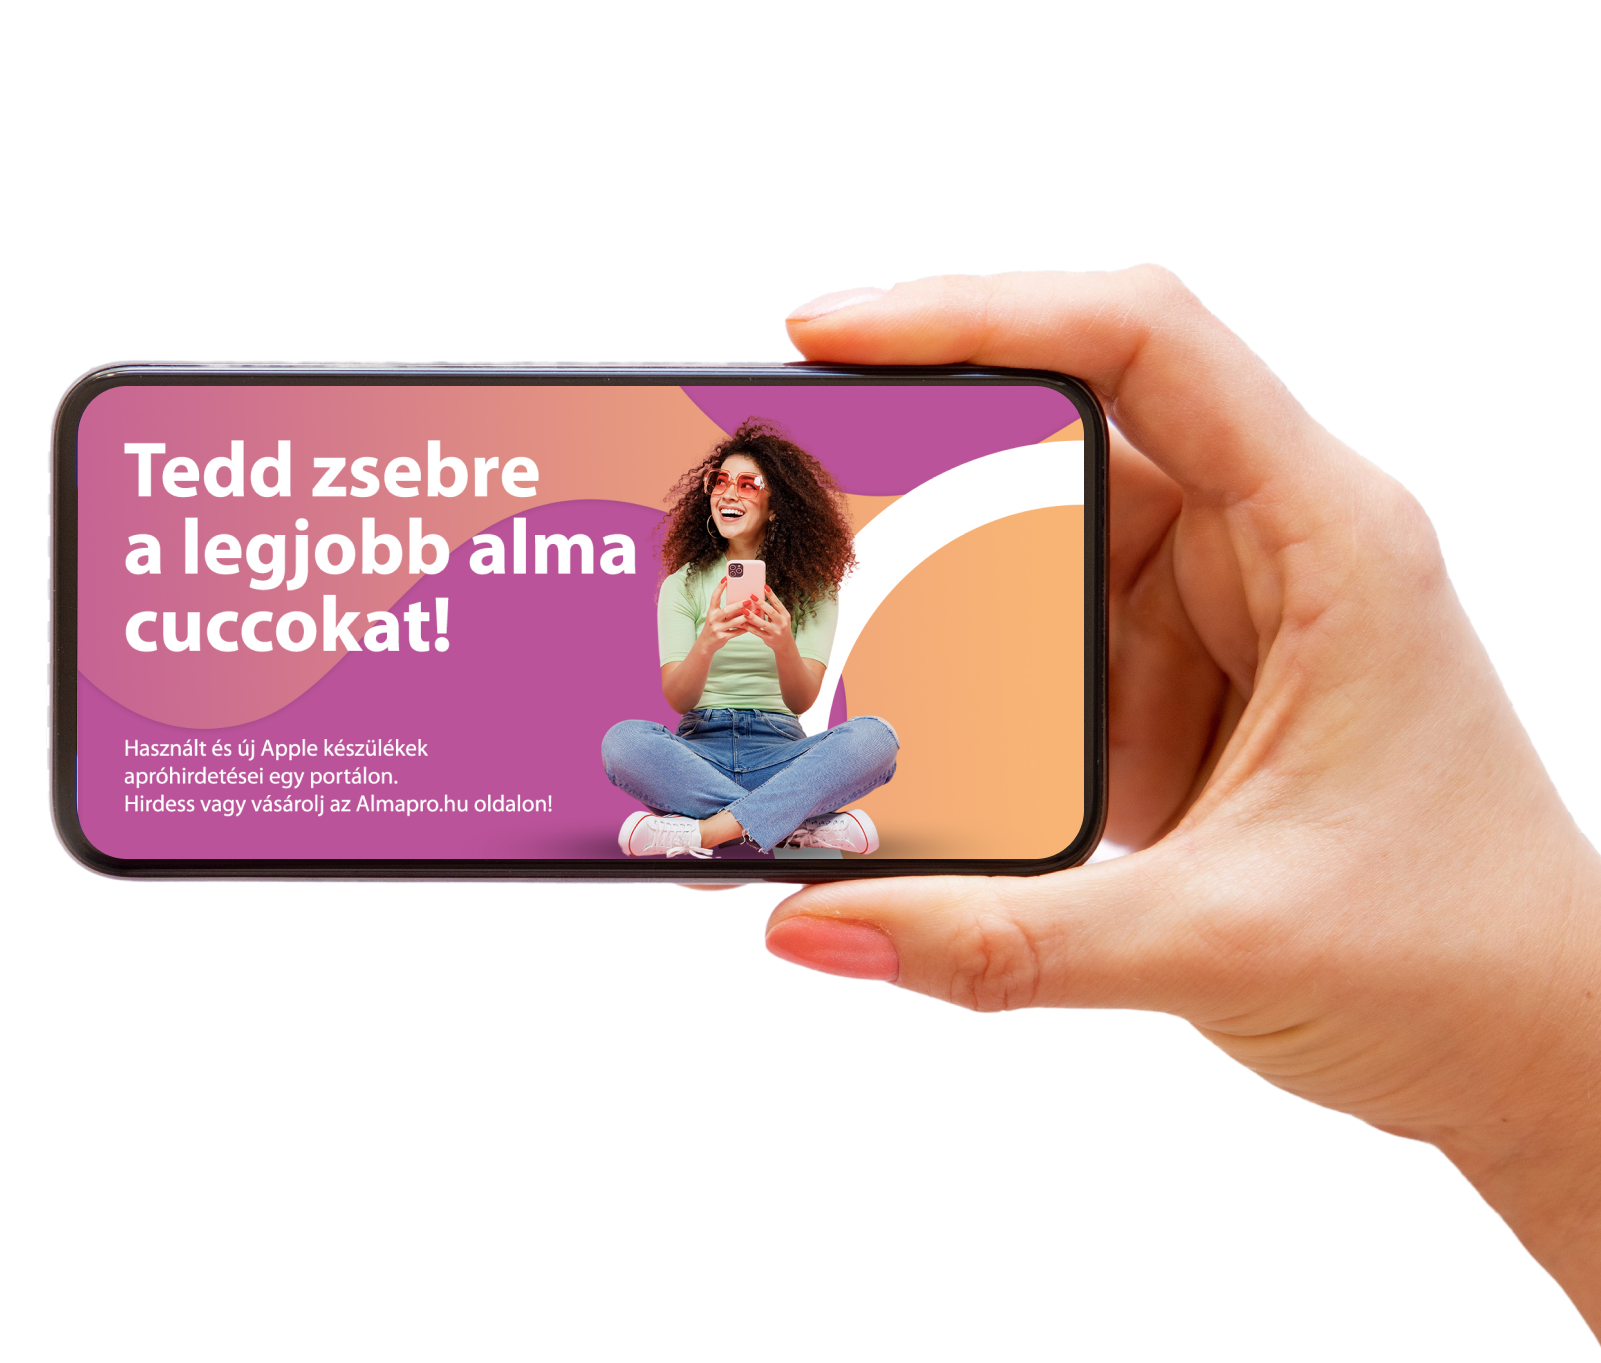 Tedd zsebre
a legjobb alma
cuccokat!
Használt és új Apple készülékek
apróhirdetései egy portálon.
Hirdess vagy vásárolj az Almapro.hu oldalon!